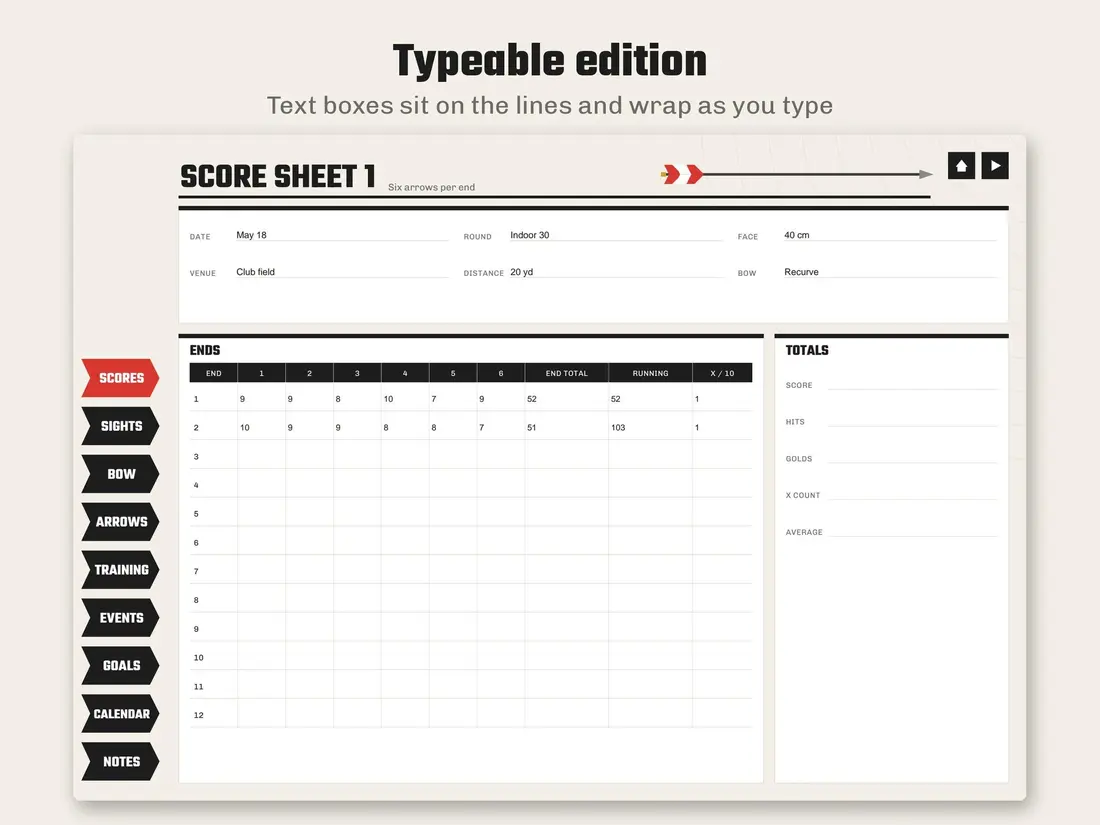 Typeable edition
Text boxes sit on the lines and wrap as you type
SCORE SHEET 1 Six arrows per end
DATE May 18 ROUND Indoor 30 FACE 40 cm
VENUE Club field DISTANCE 20 yd BOW Recurve
SCORES
SIGHTS
BOW
ARROWS
TRAINING
EVENTS
GOALS
CALENDAR
NOTES
ENDS
END 1 2 3 4 5 6 END TOTAL RUNNING X / 10
1 9 9 8 10 7 9 52 52 1
2 10 9 9 8 8 7 51 103 1
3
4
5
6
7
8
9
10
11
12
TOTALS
SCORE
HITS
GOLDS
X COUNT
AVERAGE